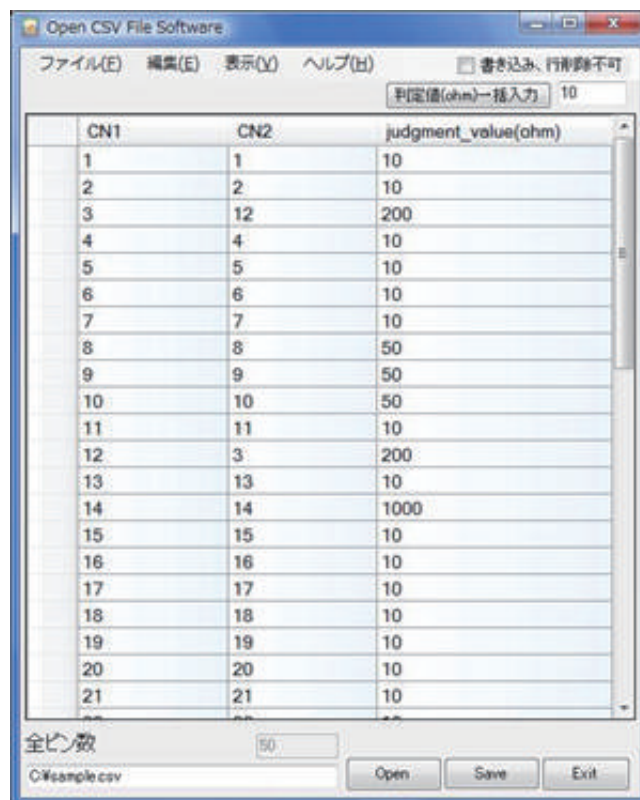 Open CSV File Software
ファイル(F) 編集(E) 表示(V) ヘルプ(H) 書き込み、行削除不可
判定値(ohm)一括入力 10
CN1 CN2 judgment_value(ohm)
1 1 10
2 2 10
3 12 200
4 4 10
5 5 10
6 6 10
7 7 10
8 8 50
9 9 50
10 10 50
11 11 10
12 3 200
13 13 10
14 14 1000
15 15 10
16 16 10
17 17 10
18 18 10
19 19 10
20 20 10
21 21 10
全ピン数 50
C:¥sample.csv Open Save Exit